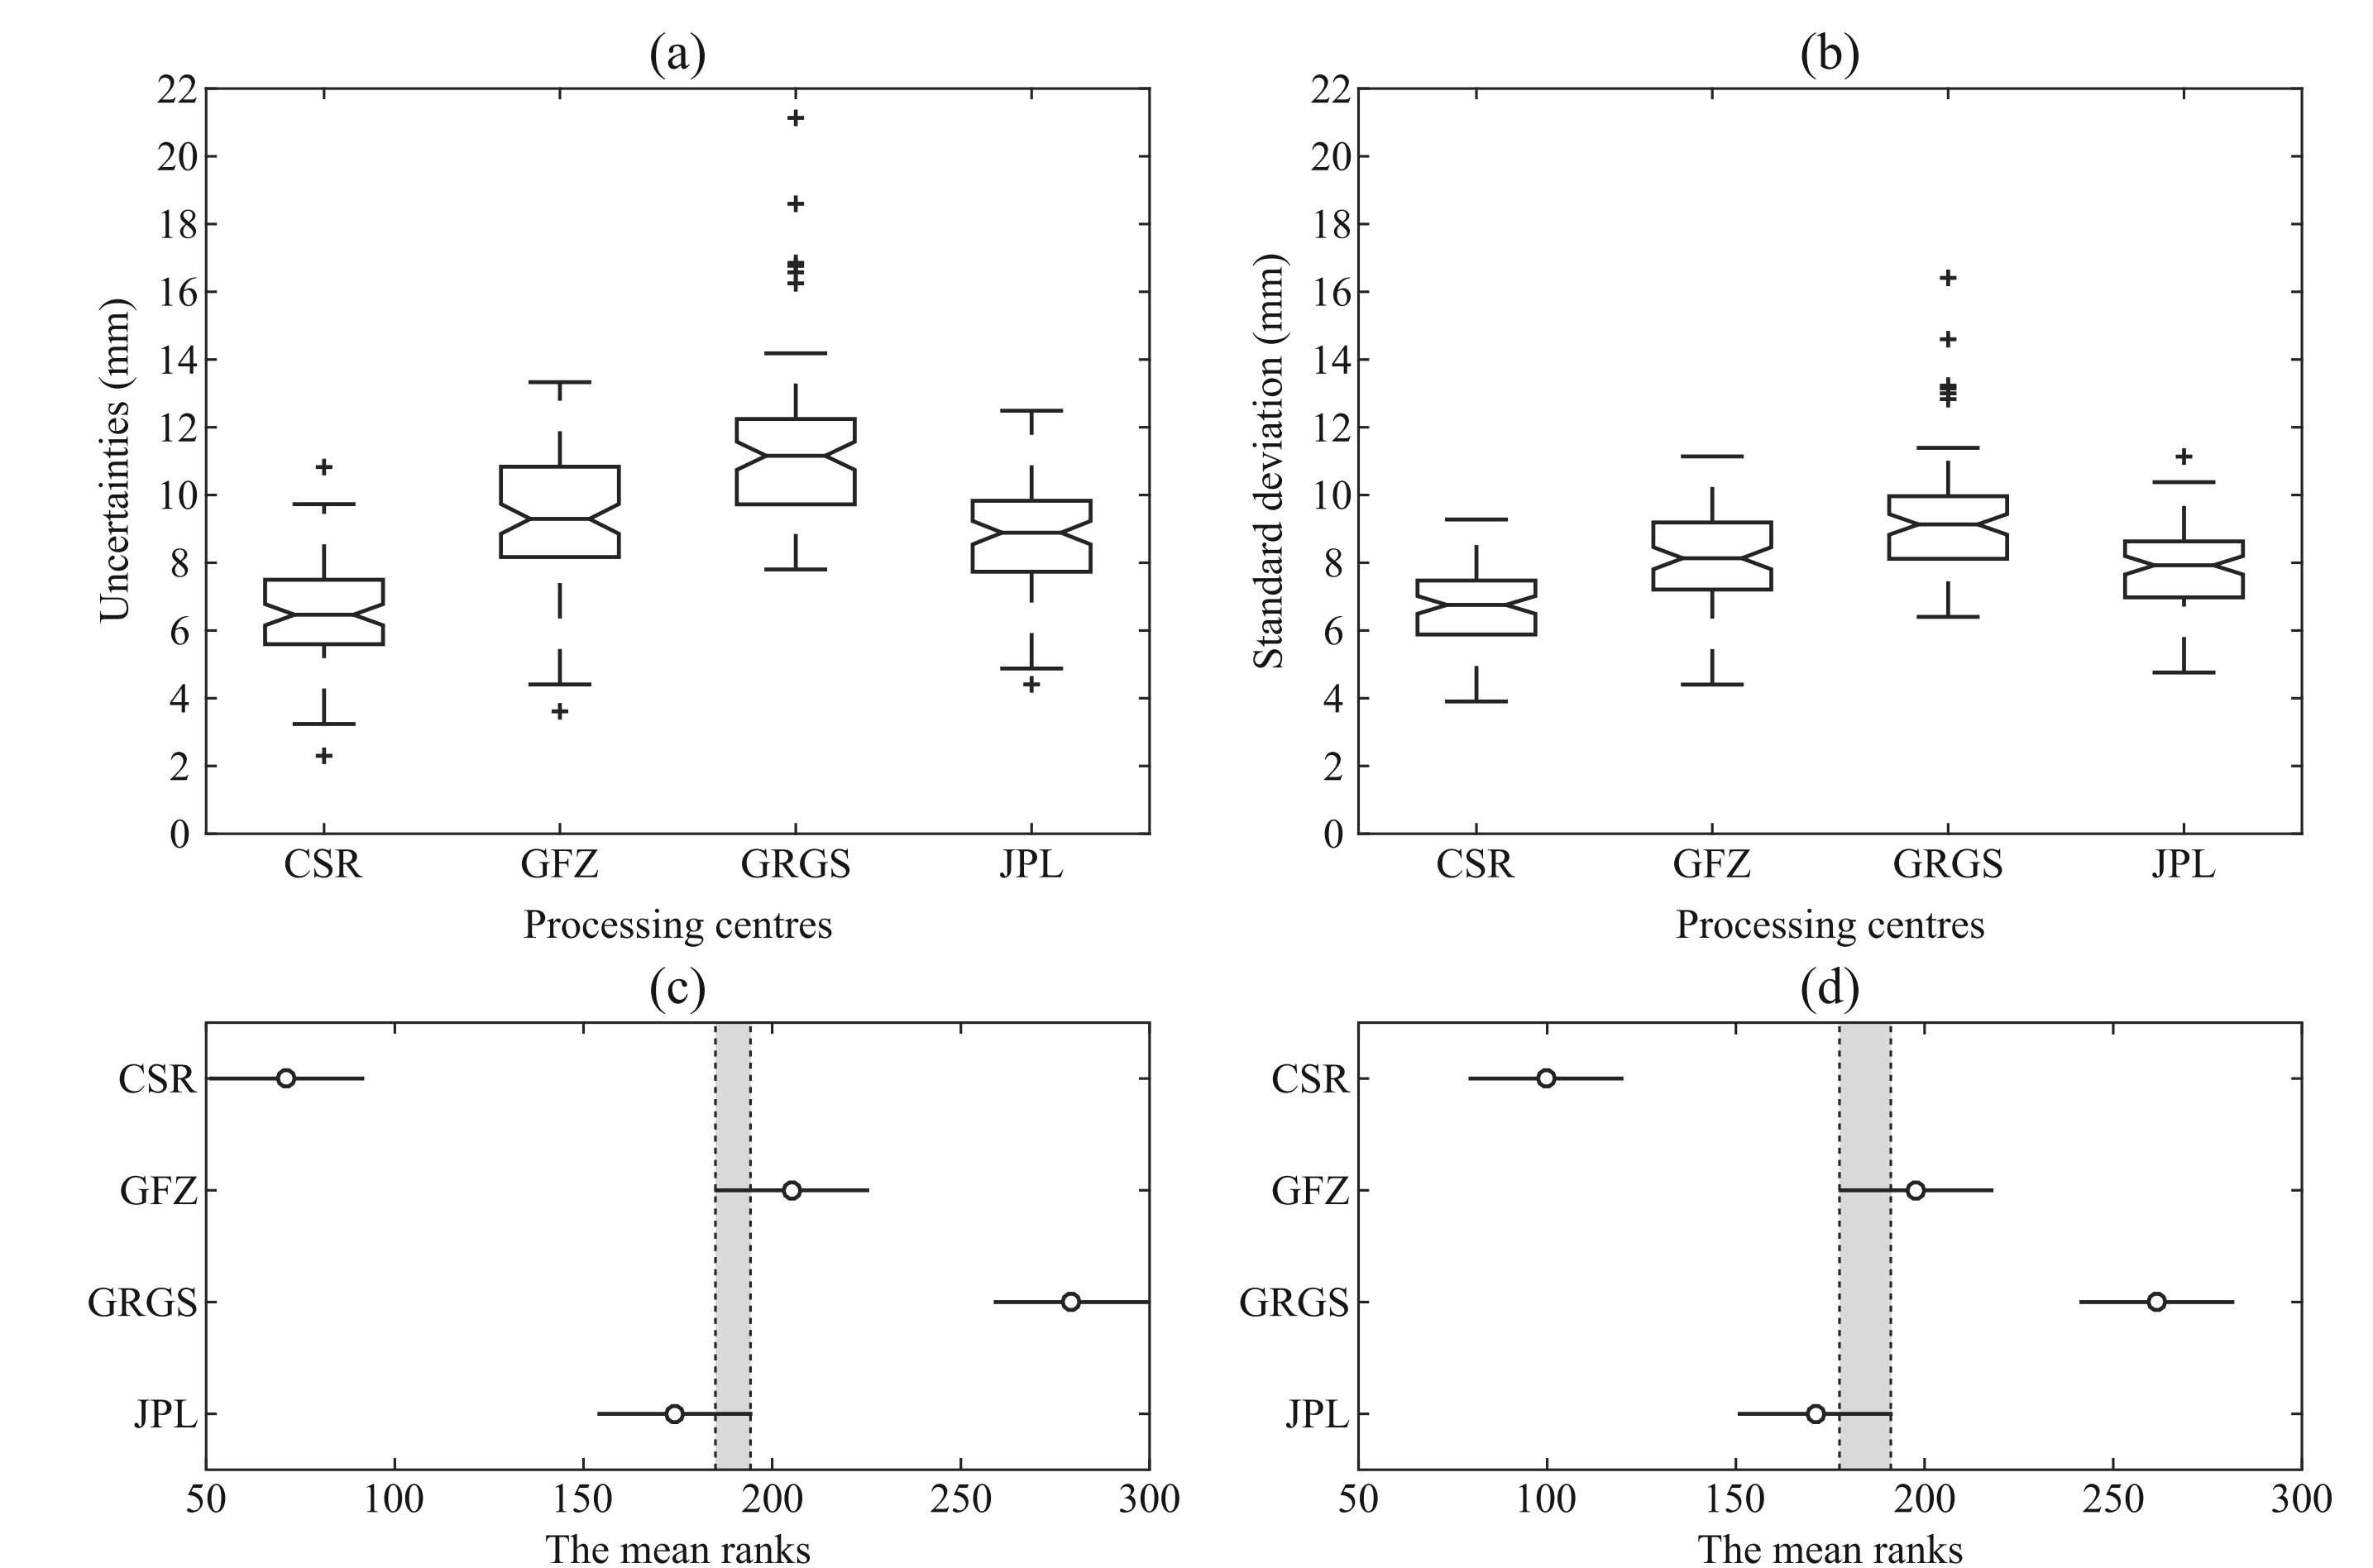 (a)
22
20
18
16
14
12
10
8
6
4
2
0
Uncertainties (mm)
CSR GFZ GRGS JPL
Processing centres
(b)
22
20
18
16
14
12
10
8
6
4
2
0
Standard deviation (mm)
CSR GFZ GRGS JPL
Processing centres
(c)
CSR
GFZ
GRGS
JPL
50 100 150 200 250 300
The mean ranks
(d)
CSR
GFZ
GRGS
JPL
50 100 150 200 250 300
The mean ranks